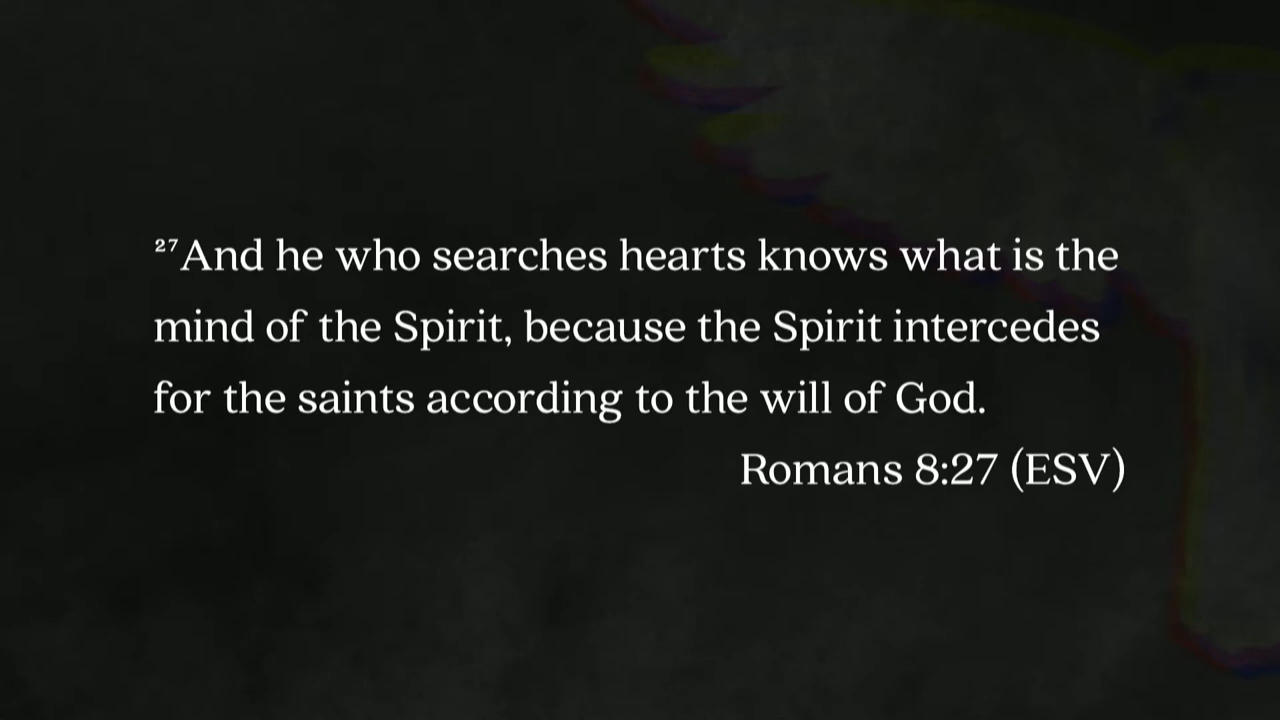 ²⁷And he who searches hearts knows what is the
mind of the Spirit, because the Spirit intercedes
for the saints according to the will of God.
Romans 8:27 (ESV)